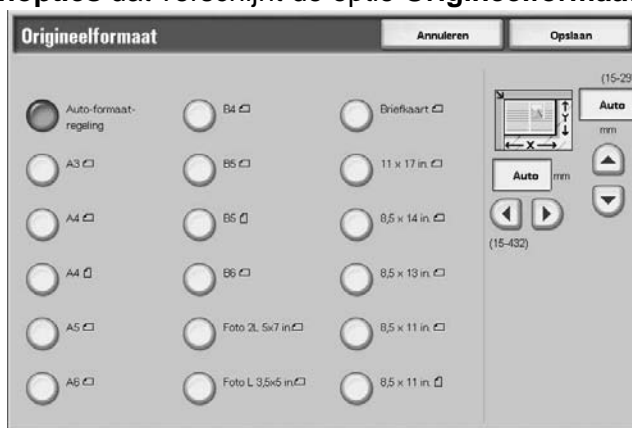 nopties dat verschijnt de optie Origineelformaat
Origineelformaat Annuleren Opslaan
Auto-formaat-
regeling
A3
A4
A4
A5
A6
B4
B5
B5
B6
Foto 2L 5x7 in.
Foto L 3,5x5 in.
Briefkaart
11 x 17 in.
8,5 x 14 in.
8,5 x 13 in.
8,5 x 11 in.
8,5 x 11 in.
(15-29
Auto
mm
Y
X
Auto mm
(15-432)